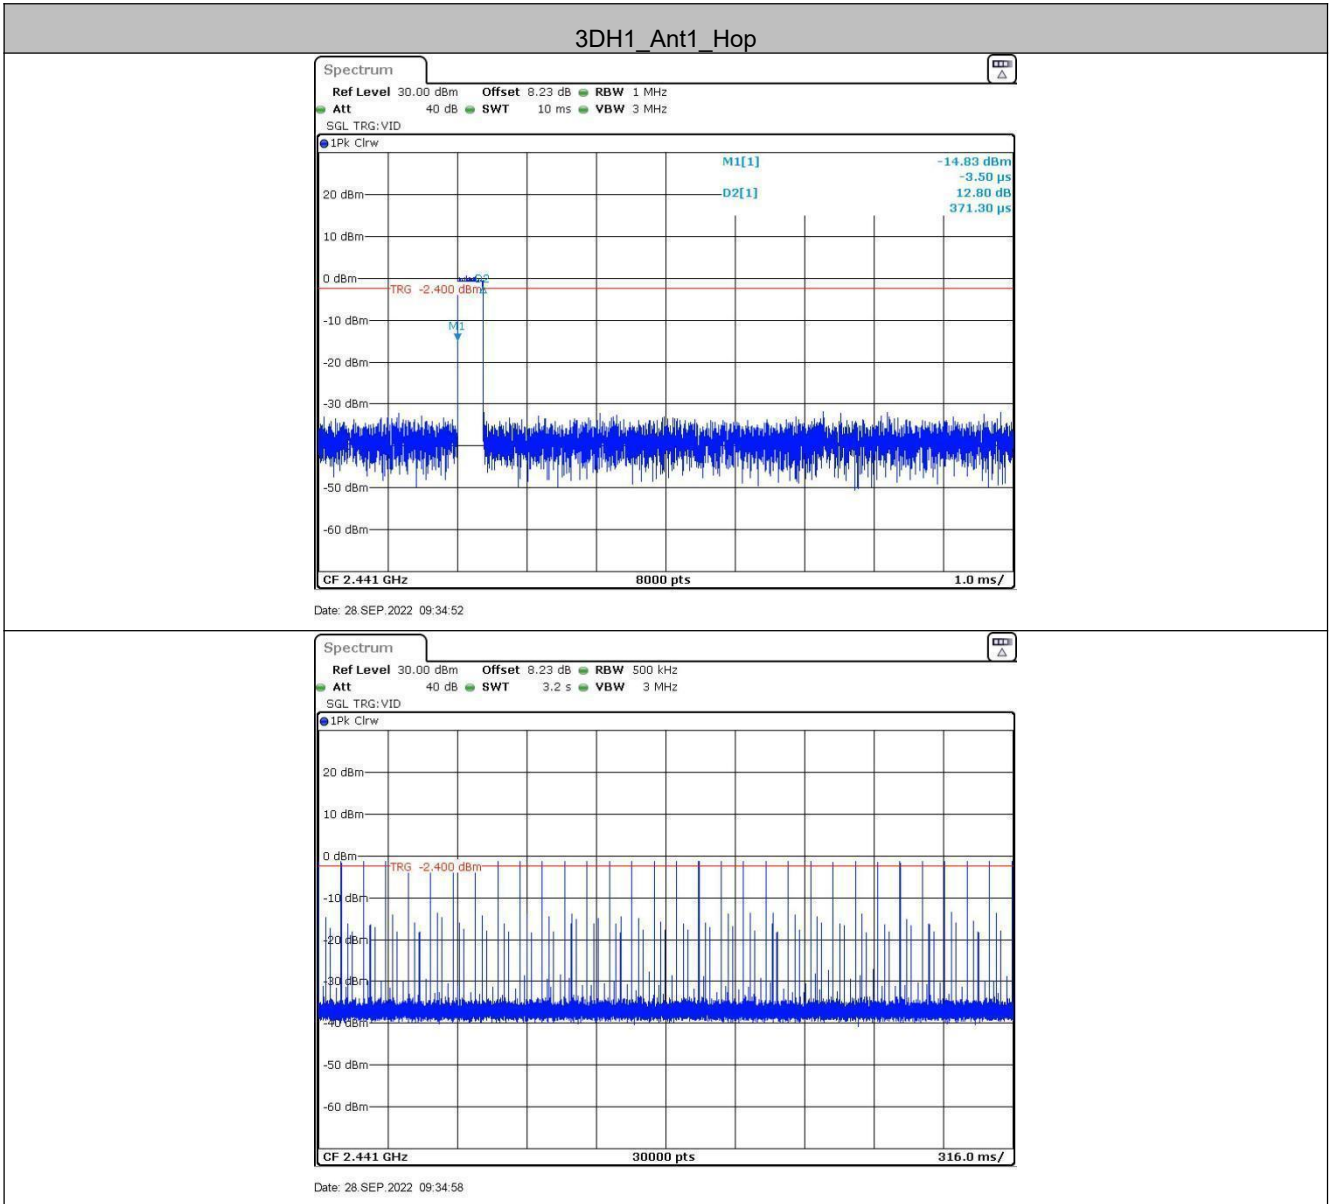 3DH1_Ant1_Hop
Spectrum
Ref Level 30.00 dBm Offset 8.23 dB RBW 1 MHz
Att 40 dB SWT 10 ms VBW 3 MHz
SGL TRG:VID
1Pk Clrw
M1[1] -14.83 dBm
-3.50 µs
20 dBm D2[1] 12.80 dB
371.30 µs
10 dBm
0 dBm D2
TRG -2.400 dBm
-10 dBm M1
-20 dBm
-30 dBm
-50 dBm
-60 dBm
CF 2.441 GHz 8000 pts 1.0 ms/
Date: 28.SEP.2022 09:34:52
Spectrum
Ref Level 30.00 dBm Offset 8.23 dB RBW 500 kHz
Att 40 dB SWT 3.2 s VBW 3 MHz
SGL TRG:VID
1Pk Clrw
20 dBm
10 dBm
0 dBm
TRG -2.400 dBm
-10 dBm
-20 dBm
-30 dBm
-40 dBm
-50 dBm
-60 dBm
CF 2.441 GHz 30000 pts 316.0 ms/
Date: 28.SEP.2022 09:34:58